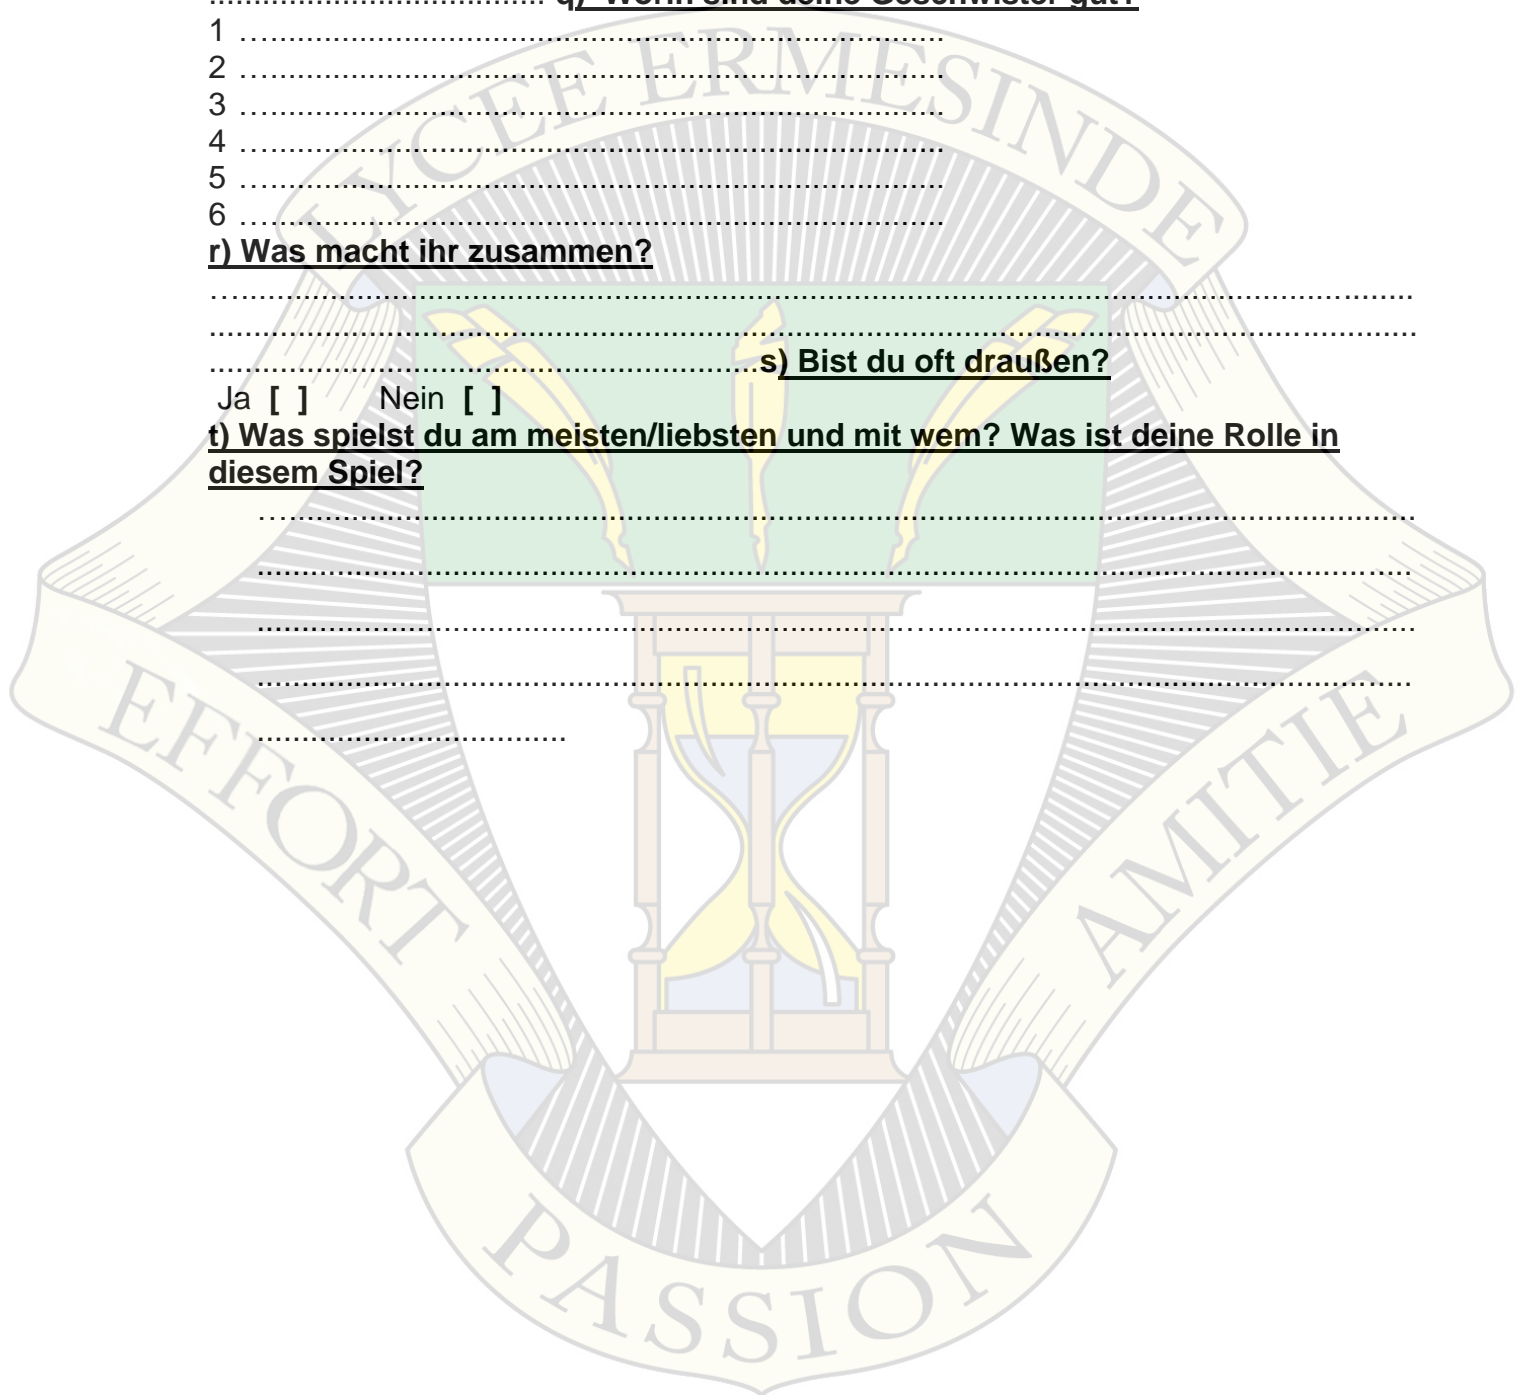 ................................... q) Worin sind deine Geschwister gut?
1 ….......................................................................
2 ….......................................................................
3 ….......................................................................
4 ….......................................................................
5 ….......................................................................
6 ….......................................................................
r) Was macht ihr zusammen?
…..............................................................................................................................
.................................................................................................................................
...........................................................s) Bist du oft draußen?
Ja [ ] Nein [ ]
t) Was spielst du am meisten/liebsten und mit wem? Was ist deine Rolle in
diesem Spiel?
…........................................................................................................................
...........................................................................................................................
...........................................................................................................................
...........................................................................................................................
.................................
LYCEE ERMESINDE
EFFORT
AMITIE
PASSION